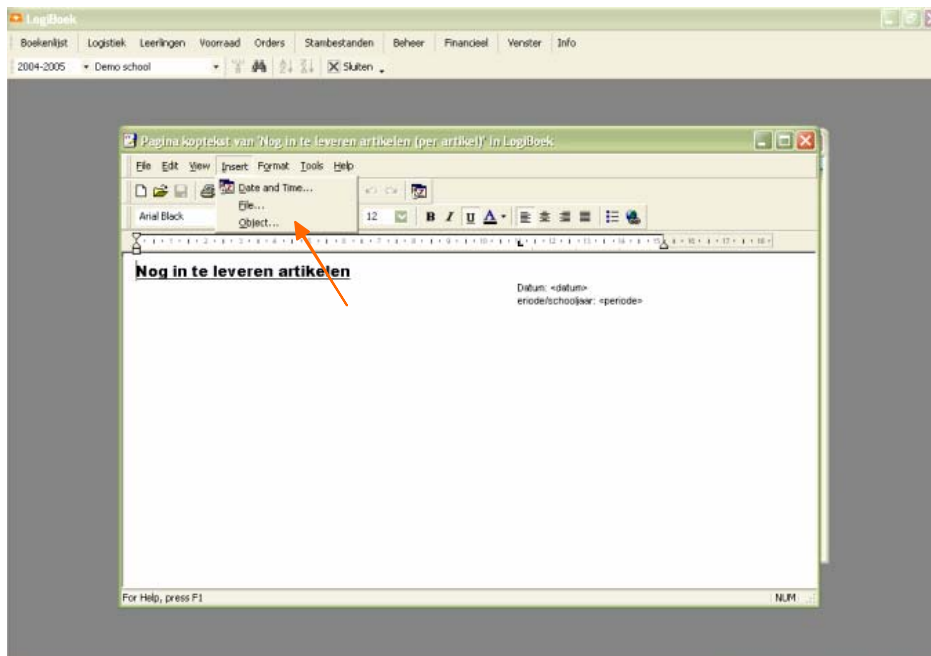 LogiBoek
Boekenlijst Logistiek Leerlingen Voorraad Orders Stambestanden Beheer Financieel Venster Info
2004-2005 Demo school Sluiten
Pagina koptekst van 'Nog in te leveren artikelen (per artikel)' in LogiBoek
File Edit View Insert Format Tools Help
Date and Time...
File...
Object...
Arial Black 12 B I U A
Nog in te leveren artikelen
Datum: <datum>
eriode/schooljaar: <periode>
For Help, press F1 NUM